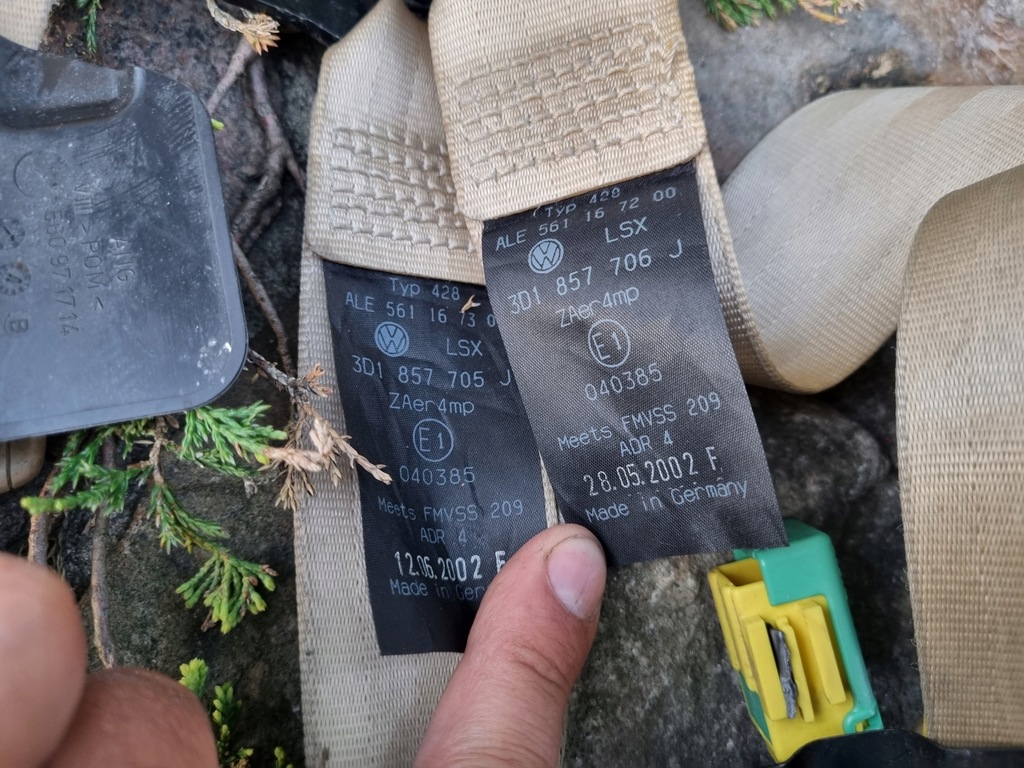 Typ 428
ALE 561 16 73 0
LSX
3D1 857 705 J
ZAer4mp
E1
040385
Meets FMVSS 209
ADR 4
12.06.2002 F
Made in Ger
Typ 428
ALE 561 16 72 00
LSX
3D1 857 706 J
ZAer4mp
E1
040385
Meets FMVSS 209
ADR 4
28.05.2002 F
Made in Germany
>POM<
B